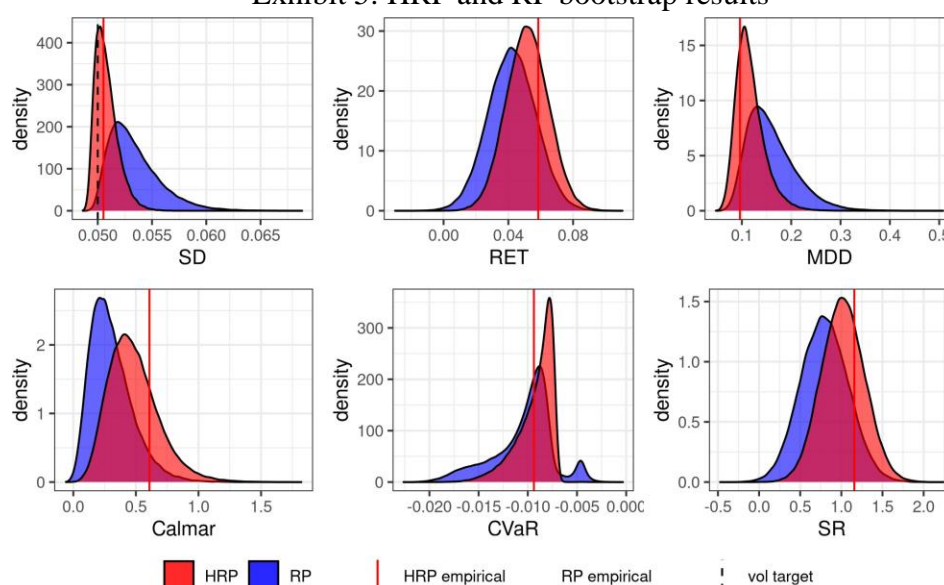 Exhibit 5: HRP and RP bootstrap results
400
300
200
100
0
density
0.050 0.055 0.060 0.065
SD
30
20
10
0
density
0.00 0.04 0.08
RET
15
10
5
0
density
0.1 0.2 0.3 0.4
MDD
2
1
0
density
0.0 0.5 1.0 1.5
Calmar
300
200
100
0
density
-0.020 -0.015 -0.010 -0.005
CVaR
1.5
1.0
0.5
0.0
density
-0.5 0.0 0.5 1.0 1.5 2.0
SR
HRP RP HRP empirical RP empirical vol target